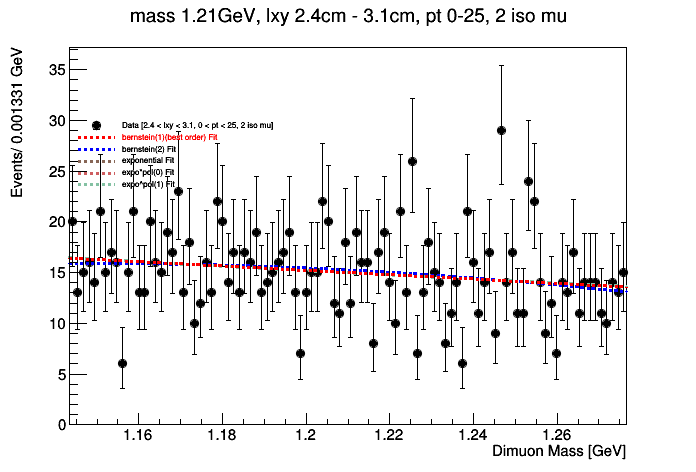 mass 1.21GeV, lxy 2.4cm - 3.1cm, pt 0-25, 2 iso mu
Events/ 0.001331 GeV
35
30
25
20
15
10
5
0
Data [2.4 < lxy < 3.1, 0 < pt < 25, 2 iso mu]
bernstein(1)(best order) Fit
bernstein(2) Fit
exponential Fit
expo*pol(0) Fit
expo*pol(1) Fit
1.16 1.18 1.2 1.22 1.24 1.26
Dimuon Mass [GeV]